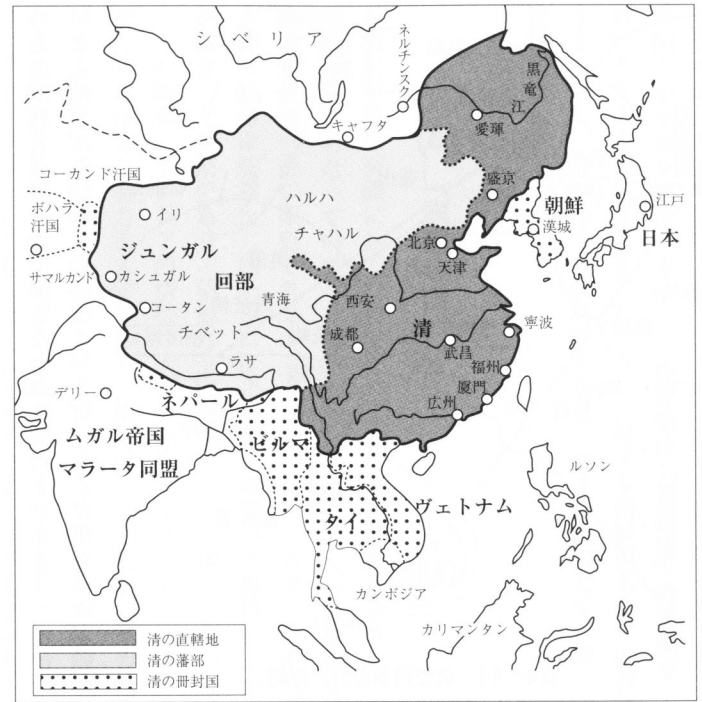 シベリア
ネルチンスク
黒竜江
キャフタ
愛琿
コーカンド汗国
ハルハ
盛京
ボハラ
汗国
イリ
チャハル
朝鮮
江戸
漢城
日本
ジュンガル
北京
天津
サマルカンド
カシュガル
回部
青海
西安
コータン
清
寧波
チベット
成都
武昌
ラサ
福州
厦門
デリー
ネパール
広州
ムガル帝国
マラータ同盟
ビルマ
ルソン
ヴェトナム
タイ
カンボジア
カリマンタン
清の直轄地
清の藩部
清の冊封国